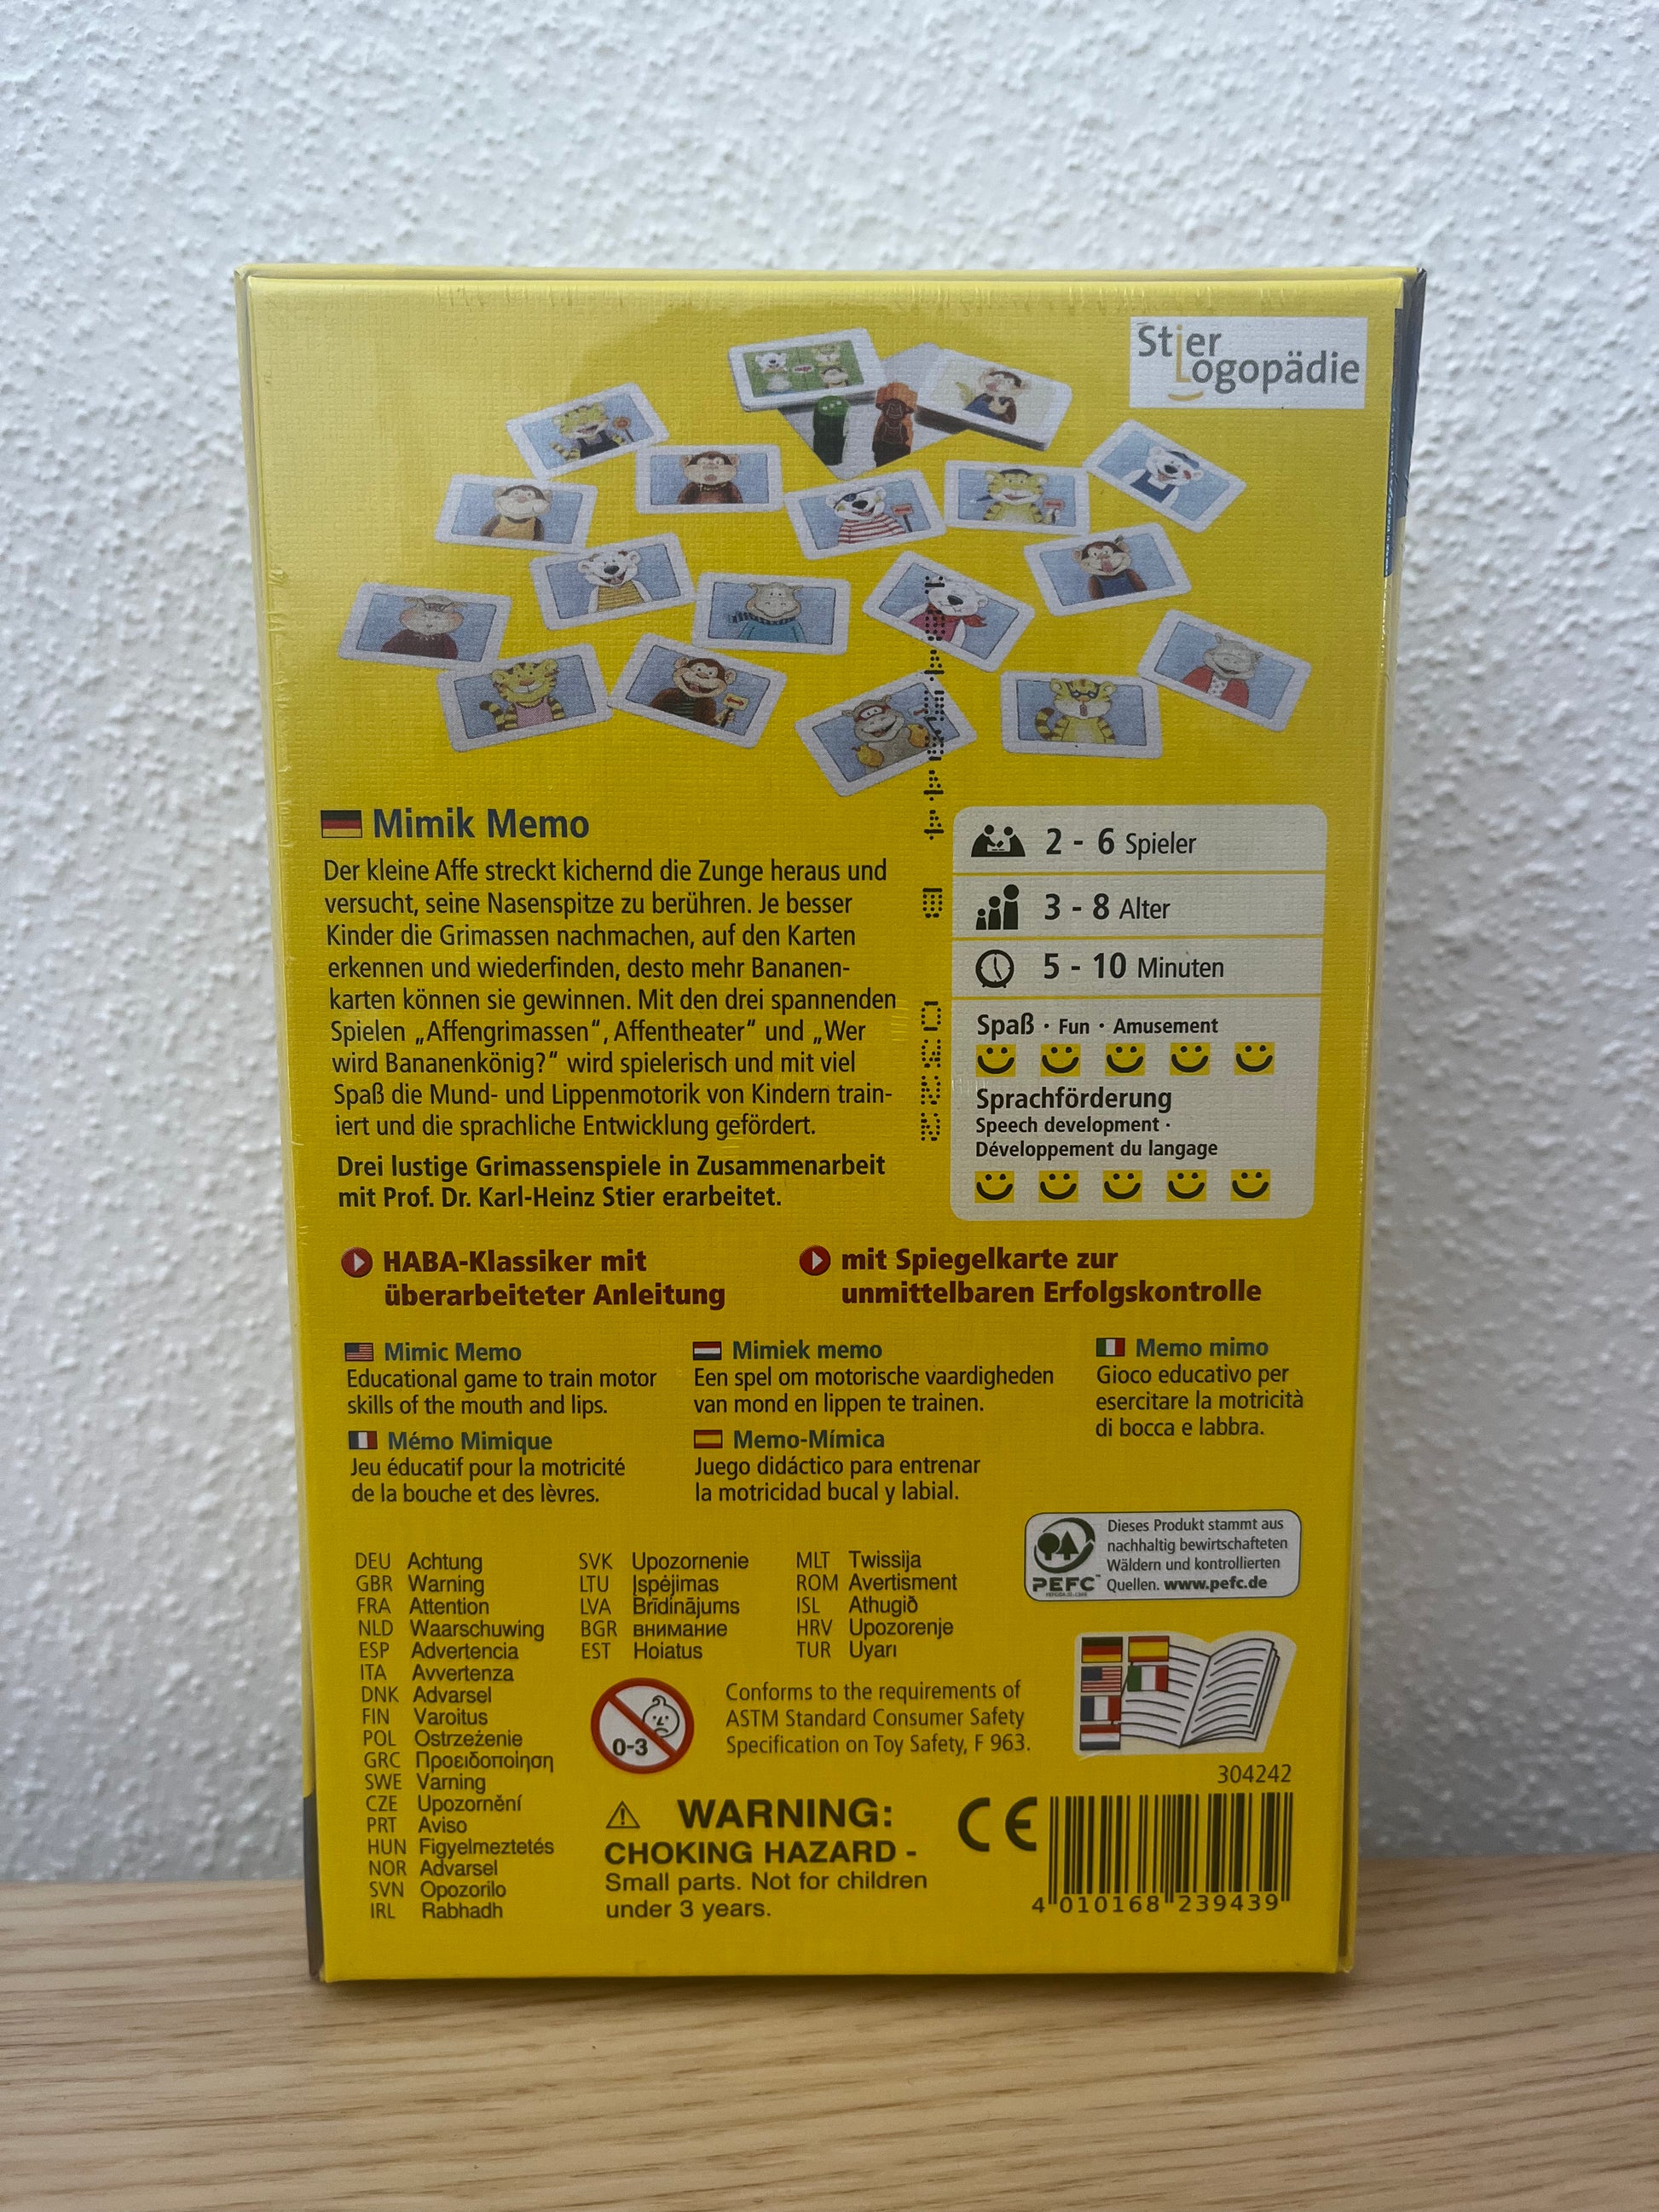 Stier
Logopädie
Mimik Memo
Der kleine Affe streckt kichernd die Zunge heraus und
versucht, seine Nasenspitze zu berühren. Je besser
Kinder die Grimassen nachmachen, auf den Karten
erkennen und wiederfinden, desto mehr Bananen-
karten können sie gewinnen. Mit den drei spannenden
Spielen „Affengrimassen“, Affentheater“ und „Wer
wird Bananenkönig?“ wird spielerisch und mit viel
Spaß die Mund- und Lippenmotorik von Kindern train-
iert und die sprachliche Entwicklung gefördert.
Drei lustige Grimassenspiele in Zusammenarbeit
mit Prof. Dr. Karl-Heinz Stier erarbeitet.
2 - 6 Spieler
3 - 8 Alter
5 - 10 Minuten
Spaß · Fun · Amusement
Sprachförderung
Speech development ·
Développement du langage
HABA-Klassiker mit
überarbeiteter Anleitung
mit Spiegelkarte zur
unmittelbaren Erfolgskontrolle
Mimic Memo
Educational game to train motor
skills of the mouth and lips.
Mimiek memo
Een spel om motorische vaardigheden
van mond en lippen te trainen.
Memo mimo
Gioco educativo per
esercitare la motricità
di bocca e labbra.
Mémo Mimique
Jeu éducatif pour la motricité
de la bouche et des lèvres.
Memo-Mímica
Juego didáctico para entrenar
la motricidad bucal y labial.
Dieses Produkt stammt aus
nachhaltig bewirtschafteten
Wäldern und kontrollierten
Quellen. www.pefc.de
PEFC™
DEU Achtung
GBR Warning
FRA Attention
NLD Waarschuwing
ESP Advertencia
ITA Avvertenza
DNK Advarsel
FIN Varoitus
POL Ostrzeżenie
GRC Προειδοποίηση
SWE Varning
CZE Upozornění
PRT Aviso
HUN Figyelmeztetés
NOR Advarsel
SVN Opozorilo
IRL Rabhadh
SVK Upozornenie
LTU Įspėjimas
LVA Brīdinājums
BGR внимание
EST Hoiatus
MLT Twissija
ROM Avertisment
ISL Athugið
HRV Upozorenje
TUR Uyarı
0-3
Conforms to the requirements of
ASTM Standard Consumer Safety
Specification on Toy Safety, F 963.
WARNING:
CHOKING HAZARD -
Small parts. Not for children
under 3 years.
CE
304242
4 010168 239439